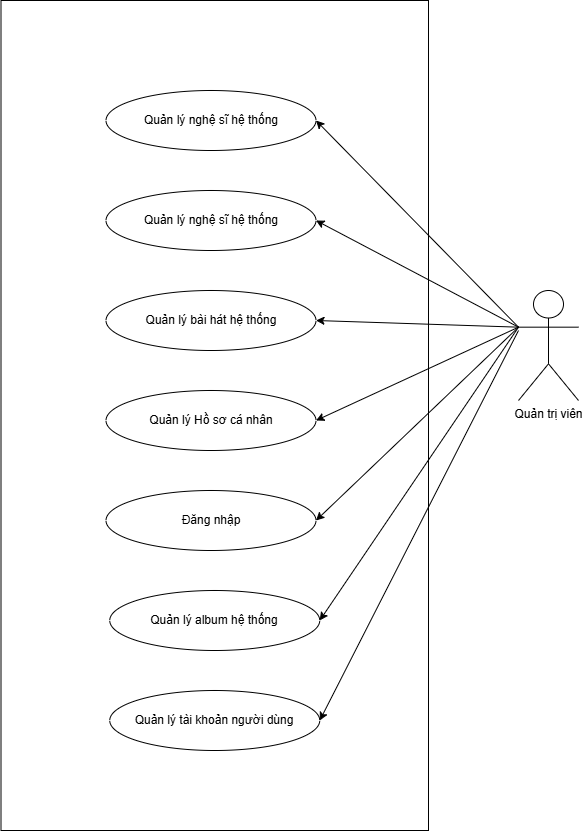 Quản lý nghệ sĩ hệ thống
Quản lý nghệ sĩ hệ thống
Quản lý bài hát hệ thống
Quản lý Hồ sơ cá nhân
Đăng nhập
Quản lý album hệ thống
Quản lý tài khoản người dùng
Quản trị viên